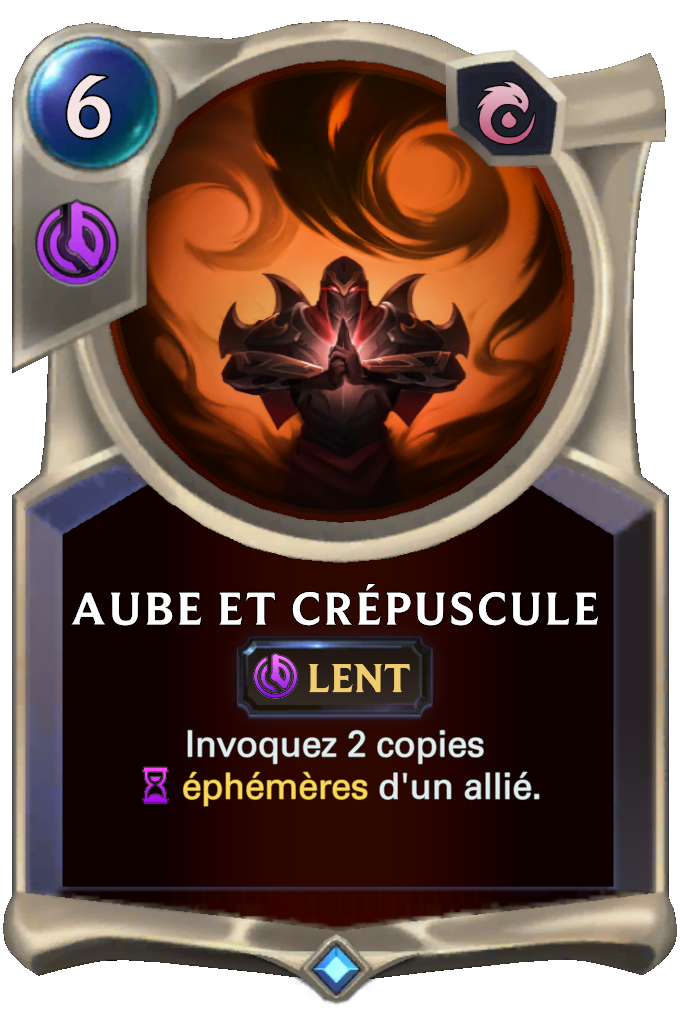 6
AUBE ET CRÉPUSCULE
LENT
Invoquez 2 copies
éphémères d'un allié.